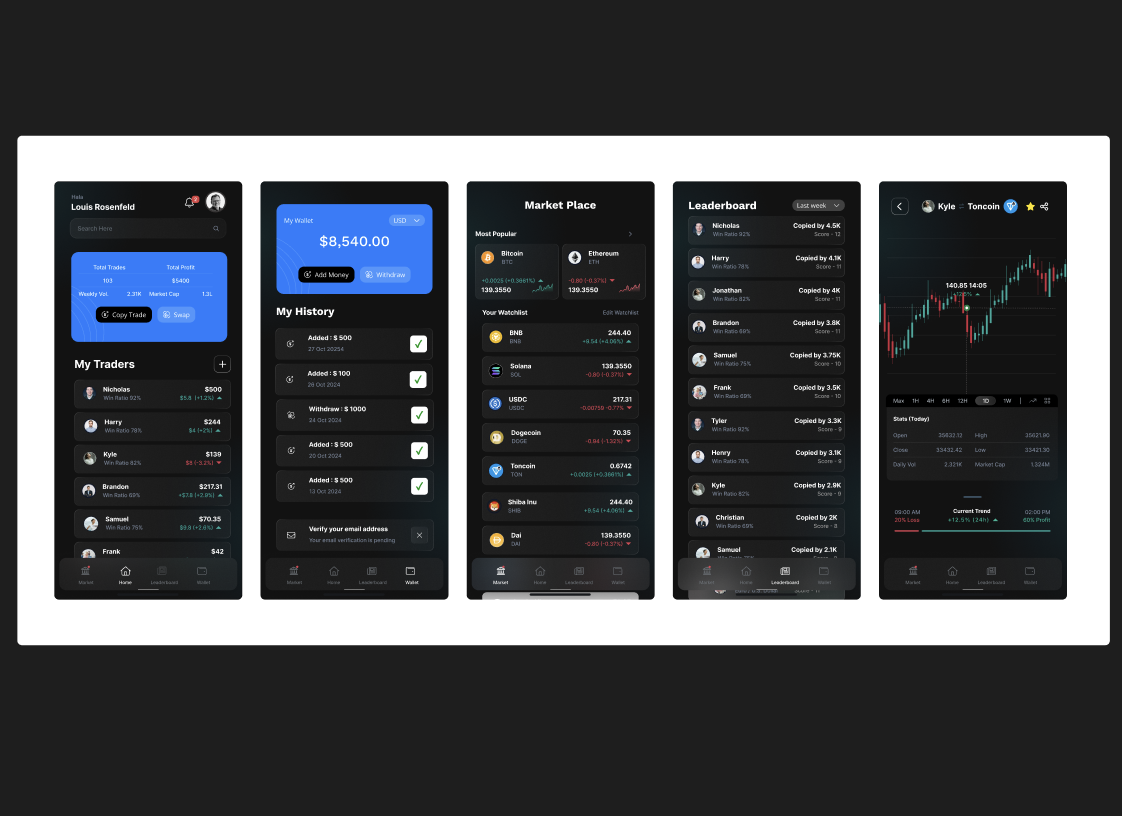 Hala
Louis Rosenfeld
Search Here
Total Trades
Total Profit
103
$5400
Weekly Vol.
2.31K
Market Cap
1.3L
Copy Trade
Swap
My Traders
Nicholas
$500
Win Ratio 92%
$5.8 (+1.2%)
Harry
$244
Win Ratio 78%
$4 (+2%)
Kyle
$139
Win Ratio 82%
$8 (-3.2%)
Brandon
$217.31
Win Ratio 69%
+$7.8 (+2.9%)
Samuel
$70.35
Win Ratio 75%
$9.8 (+2.6%)
Frank
$42
Market
Home
Leaderboard
Wallet
My Wallet
USD
$8,540.00
Add Money
Withdraw
My History
Added : $ 500
27 Oct 20254
Added : $ 100
26 Oct 2024
Withdraw : $ 1000
24 Oct 2024
Added : $ 500
20 Oct 2024
Added : $ 500
13 Oct 2024
Verify your email address
Your email verification is pending
Market
Home
Leaderboard
Wallet
Market Place
Most Popular
Bitcoin
BTC
+0.0025 (+0.3661%)
139.3550
Ethereum
ETH
-0.80 (-0.37%)
139.3550
Your Watchlist
Edit Watchlist
BNB
244.40
BNB
+9.54 (+4.06%)
Solana
139.3550
SOL
-0.80 (-0.37%)
USDC
217.31
USDC
-0.00759 -0.77%
Dogecoin
70.35
DOGE
-0.94 (-1.32%)
Toncoin
0.6742
TON
+0.0025 (+0.3661%)
Shiba Inu
244.40
SHIB
+9.54 (+4.06%)
Dai
139.3550
DAI
-0.80 (-0.37%)
Market
Home
Leaderboard
Wallet
Leaderboard
Last week
Nicholas
Copied by 4.5K
Win Ratio 92%
Score - 12
Harry
Copied by 4.1K
Win Ratio 76%
Score - 11
Jonathan
Copied by 4K
Win Ratio 82%
Score - 11
Brandon
Copied by 3.8K
Win Ratio 69%
Score - 11
Samuel
Copied by 3.75K
Win Ratio 75%
Score - 10
Frank
Copied by 3.5K
Win Ratio 69%
Score - 10
Tyler
Copied by 3.3K
Win Ratio 92%
Score - 9
Henry
Copied by 3.1K
Win Ratio 76%
Score - 9
Kyle
Copied by 2.9K
Win Ratio 82%
Score - 9
Christian
Copied by 2K
Win Ratio 69%
Score - 8
Samuel
Copied by 2.1K
Market
Home
Leaderboard
Wallet
Kyle
Toncoin
140.85 14:05
+12.5%
Max 1H 4H 6H 12H 1D 1W
Stats (Today)
Open
35632.12
High
35621.90
Close
33432.42
Low
33421.30
Daily Vol
2.321K
Market Cap
1.324M
09:00 AM
Current Trend
02:00 PM
20% Loss
+12.5% (24h)
60% Profit
Market
Home
Leaderboard
Wallet